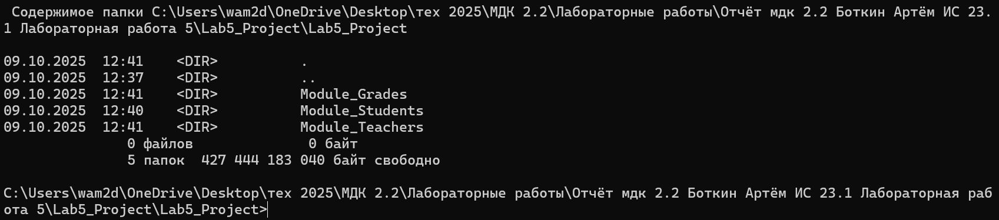 Содержимое папки C:\Users\wam2d\OneDrive\Desktop\тех 2025\МДК 2.2\Лабораторные работы\Отчёт мдк 2.2 Боткин Артём ИС 23.
1 Лабораторная работа 5\Lab5_Project\Lab5_Project
09.10.2025  12:41    <DIR>          .
09.10.2025  12:37    <DIR>          ..
09.10.2025  12:41    <DIR>          Module_Grades
09.10.2025  12:40    <DIR>          Module_Students
09.10.2025  12:41    <DIR>          Module_Teachers
0 файлов              0 байт
5 папок  427 444 183 040 байт свободно
C:\Users\wam2d\OneDrive\Desktop\тех 2025\МДК 2.2\Лабораторные работы\Отчёт мдк 2.2 Боткин Артём ИС 23.1 Лабораторная раб
ота 5\Lab5_Project\Lab5_Project>